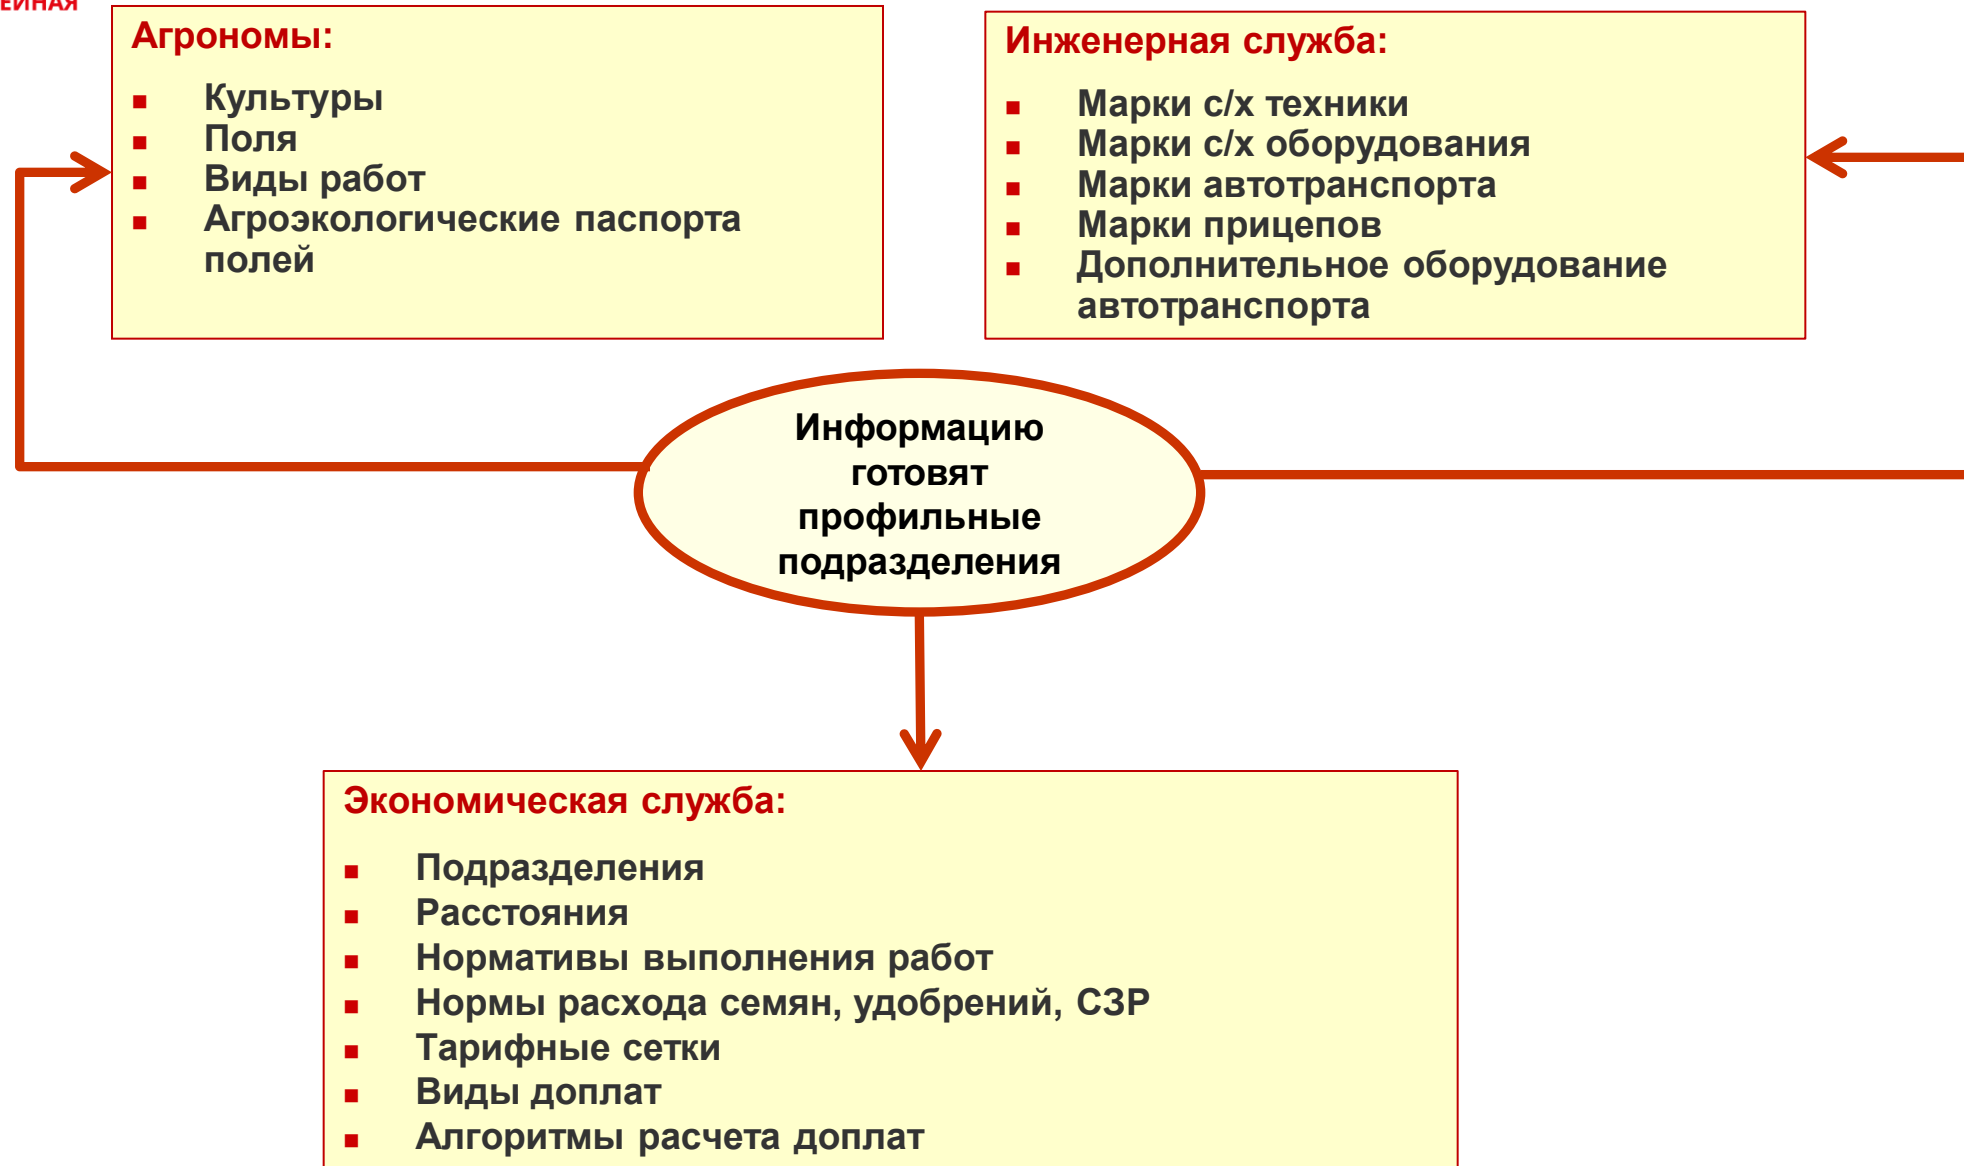 Агрономы:
Культуры
Поля
Виды работ
Агроэкологические паспорта
полей
Инженерная служба:
Марки с/х техники
Марки с/х оборудования
Марки автотранспорта
Марки прицепов
Дополнительное оборудование
автотранспорта
Информацию
готовят
профильные
подразделения
Экономическая служба:
Подразделения
Расстояния
Нормативы выполнения работ
Нормы расхода семян, удобрений, СЗР
Тарифные сетки
Виды доплат
Алгоритмы расчета доплат